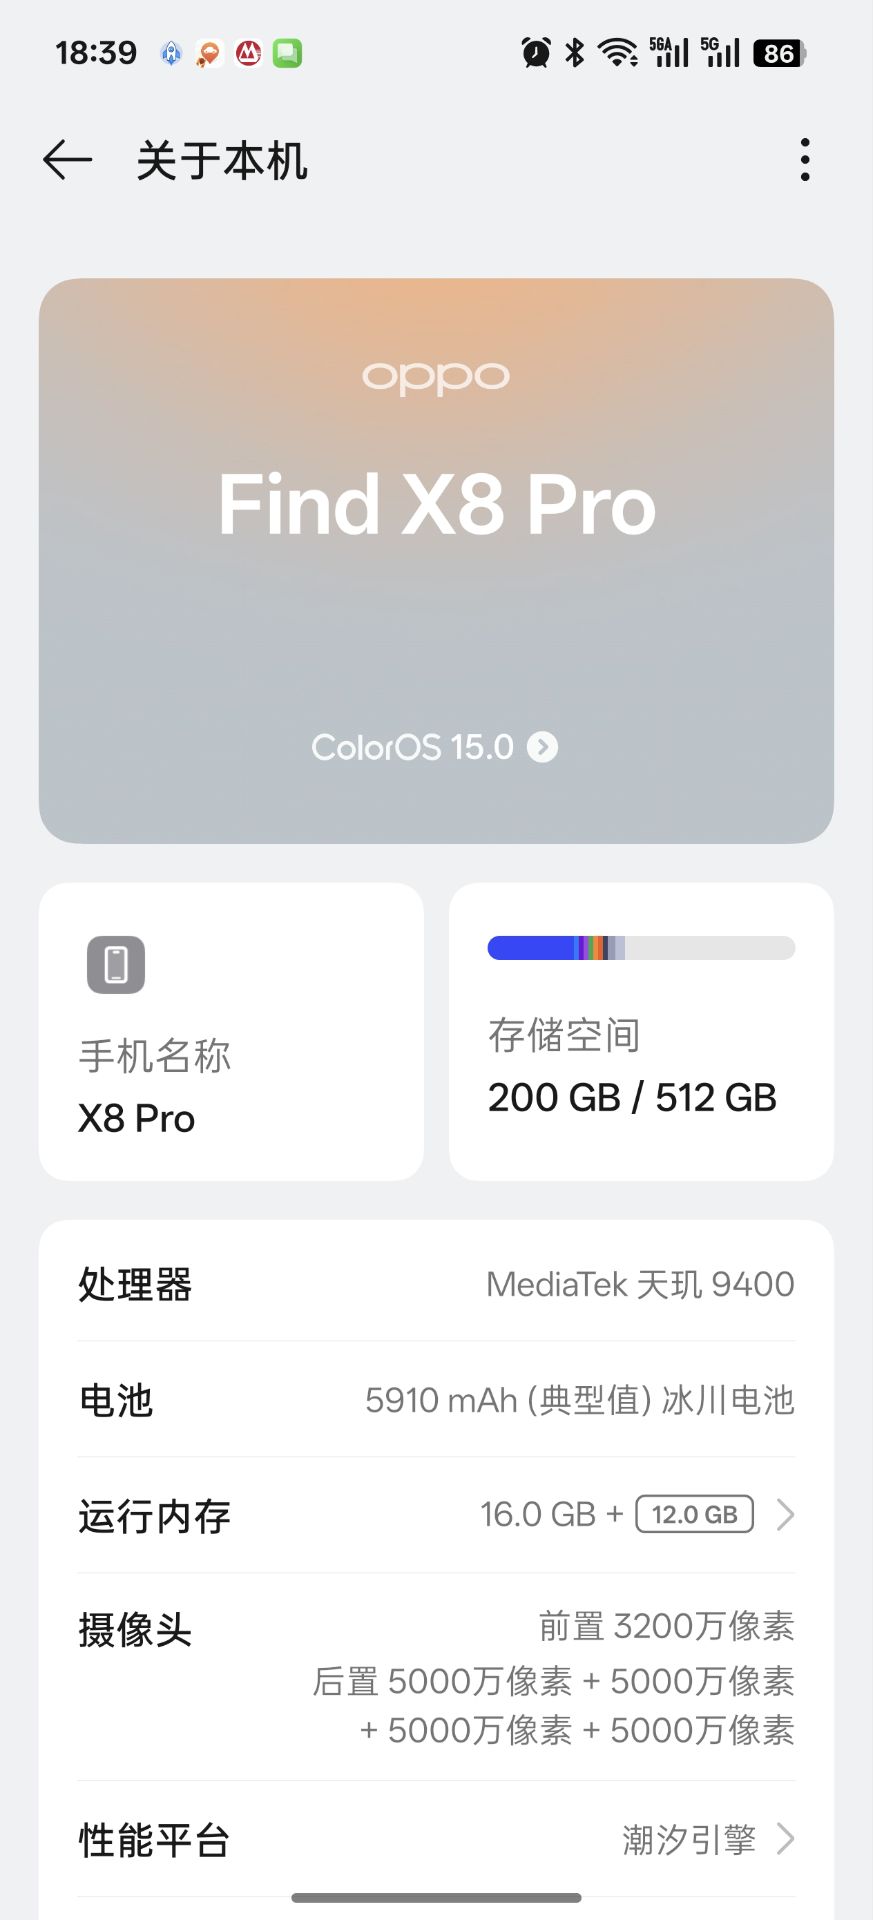 18:39 5GA 5G 86
关于本机
oppo
Find X8 Pro
ColorOS 15.0
手机名称
X8 Pro
存储空间
200 GB / 512 GB
处理器 MediaTek 天玑 9400
电池 5910 mAh (典型值) 冰川电池
运行内存 16.0 GB + 12.0 GB
摄像头 前置 3200万像素
后置 5000万像素 + 5000万像素
+ 5000万像素 + 5000万像素
性能平台 潮汐引擎